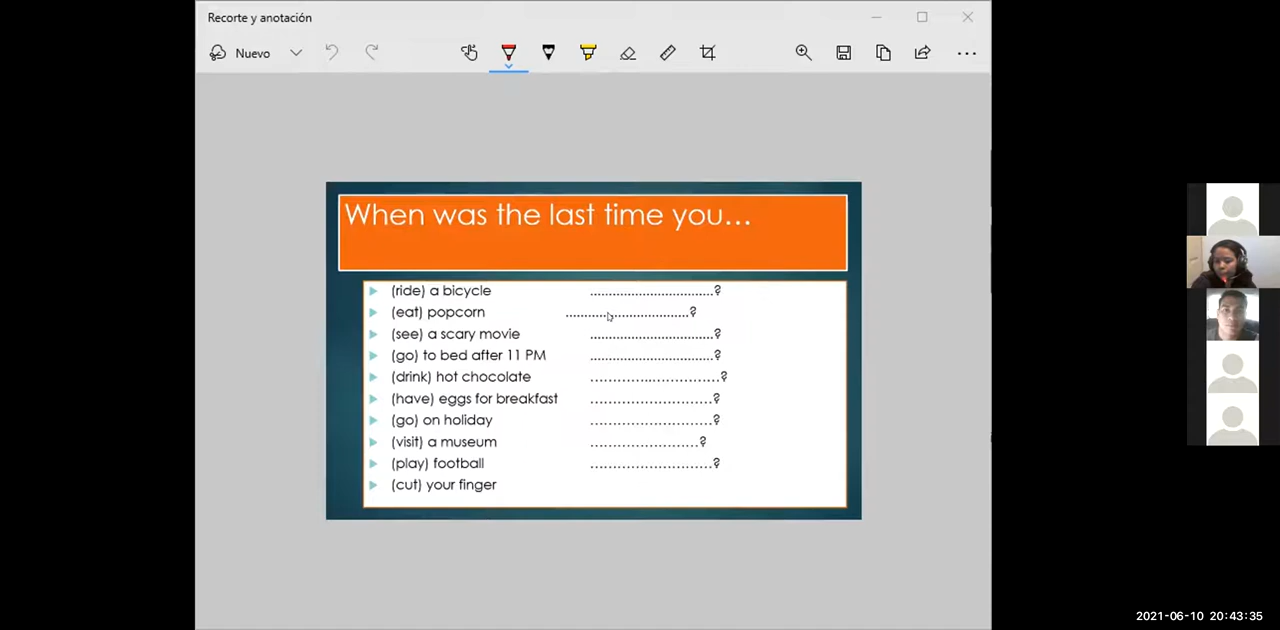 Recorte y anotación
Nuevo
When was the last time you...
(ride) a bicycle .................................?
(eat) popcorn .................................?
(see) a scary movie .................................?
(go) to bed after 11 PM .................................?
(drink) hot chocolate .................................?
(have) eggs for breakfast .................................?
(go) on holiday .................................?
(visit) a museum .............................?
(play) football .................................?
(cut) your finger
2021-06-10 20:43:35